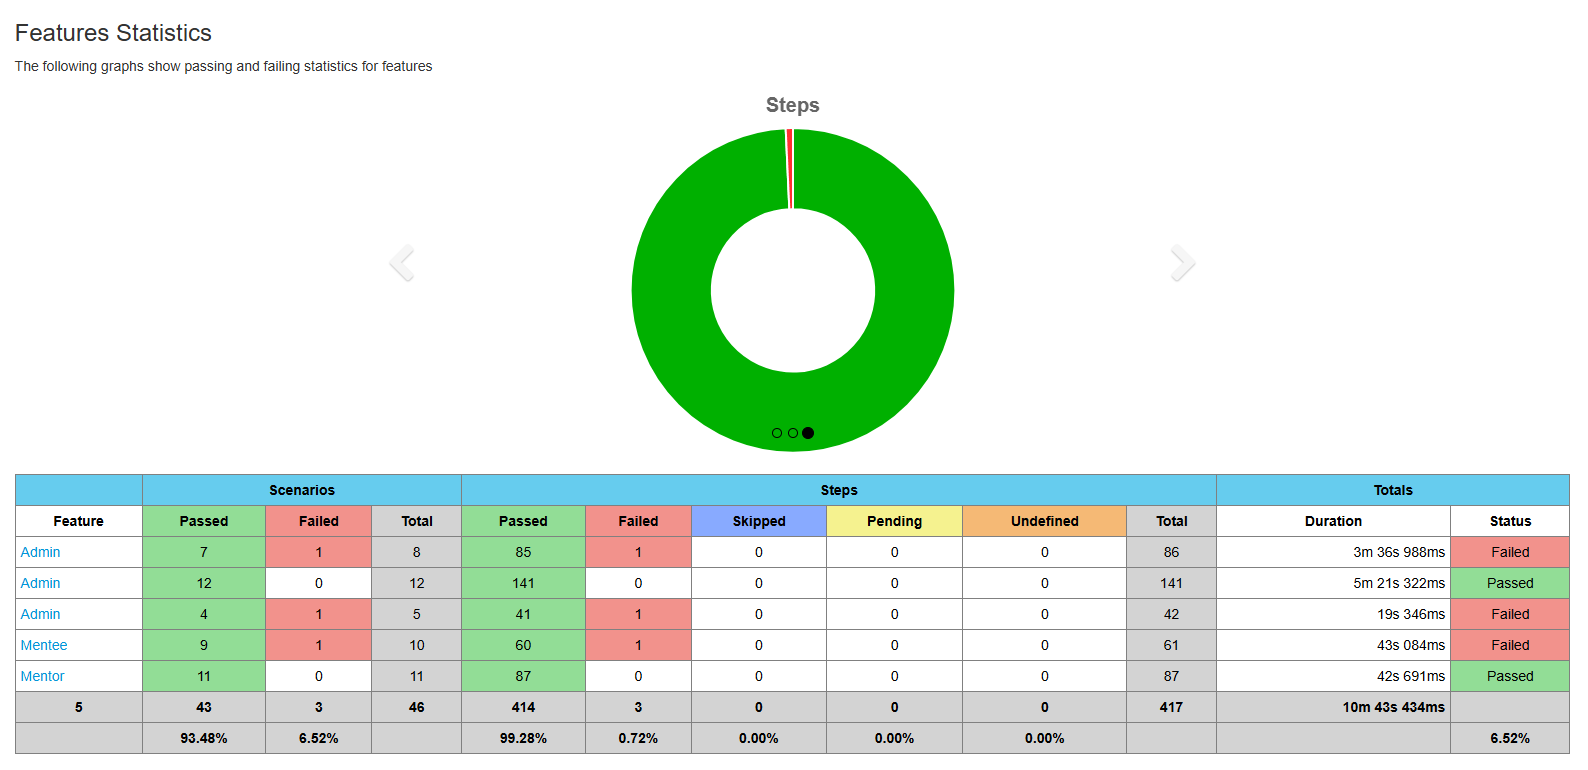 Features Statistics
The following graphs show passing and failing statistics for features
Steps
Scenarios Steps Totals
Feature Passed Failed Total Passed Failed Skipped Pending Undefined Total Duration Status
Admin 7 1 8 85 1 0 0 0 86 3m 36s 988ms Failed
Admin 12 0 12 141 0 0 0 0 141 5m 21s 322ms Passed
Admin 4 1 5 41 1 0 0 0 42 19s 346ms Failed
Mentee 9 1 10 60 1 0 0 0 61 43s 084ms Failed
Mentor 11 0 11 87 0 0 0 0 87 42s 691ms Passed
5 43 3 46 414 3 0 0 0 417 10m 43s 434ms
93.48% 6.52% 99.28% 0.72% 0.00% 0.00% 0.00% 6.52%